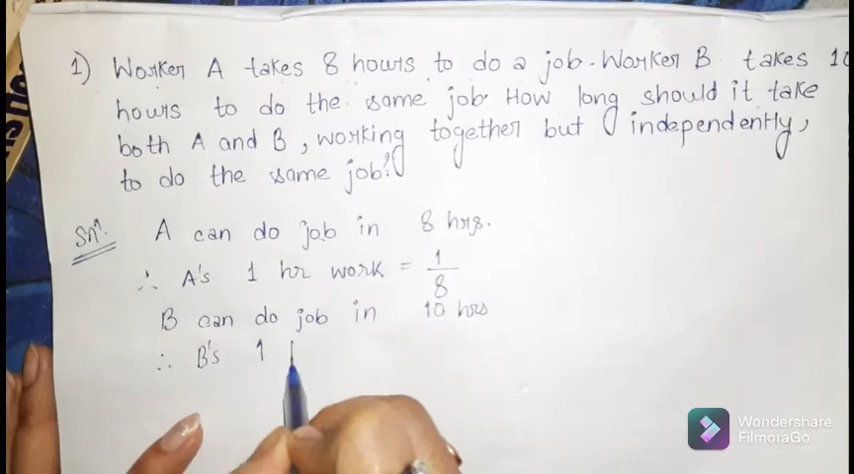 1) Worker A takes 8 hours to do a job. Worker B takes 10
hours to do the same job. How long should it take
both A and B, working together but independently,
to do the same job?
Sn.
A can do job in 8 hrs.
∴ A's 1 hr work = 1/8
B can do job in 10 hrs
∴ B's 1
Wondershare
FilmoraGo